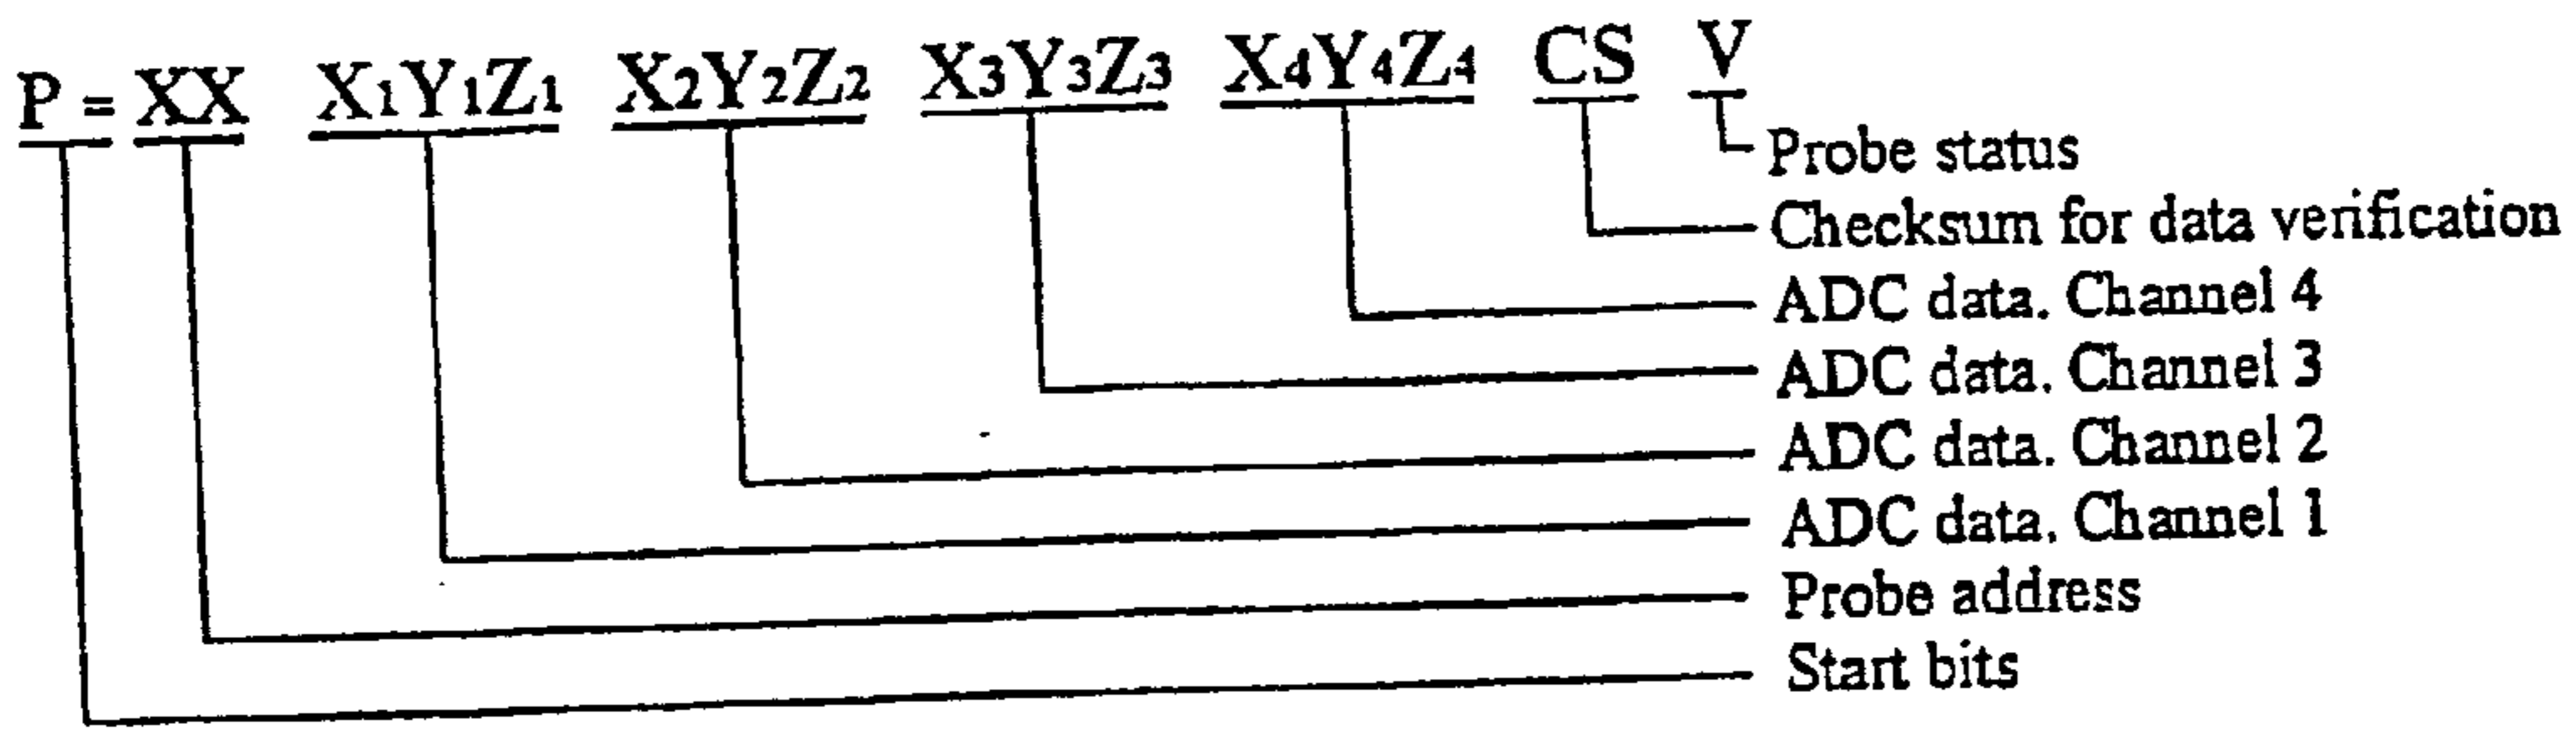 P = XX X1Y1Z1 X2Y2Z2 X3Y3Z3 X4Y4Z4 CS V
Probe status
Checksum for data verification
ADC data. Channel 4
ADC data. Channel 3
ADC data. Channel 2
ADC data. Channel 1
Probe address
Start bits